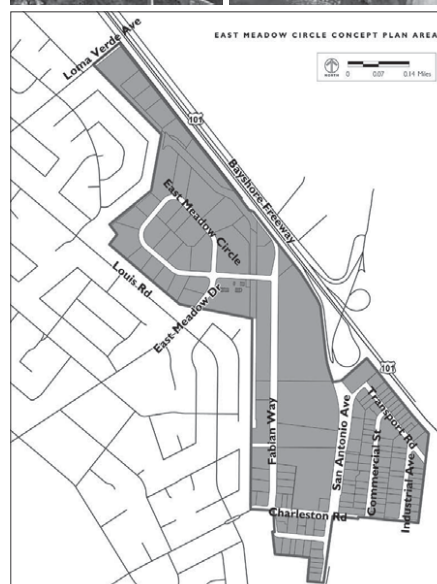 EAST MEADOW CIRCLE CONCEPT PLAN AREA
NORTH
0 0.07 0.14 Miles
Loma Verde Ave
101
Bayshore Freeway
East Meadow Circle
Louis Rd
East Meadow Dr
101
Transport Rd
Fabian Way
San Antonio Ave
Commercial St
Industrial Ave
Charleston Rd